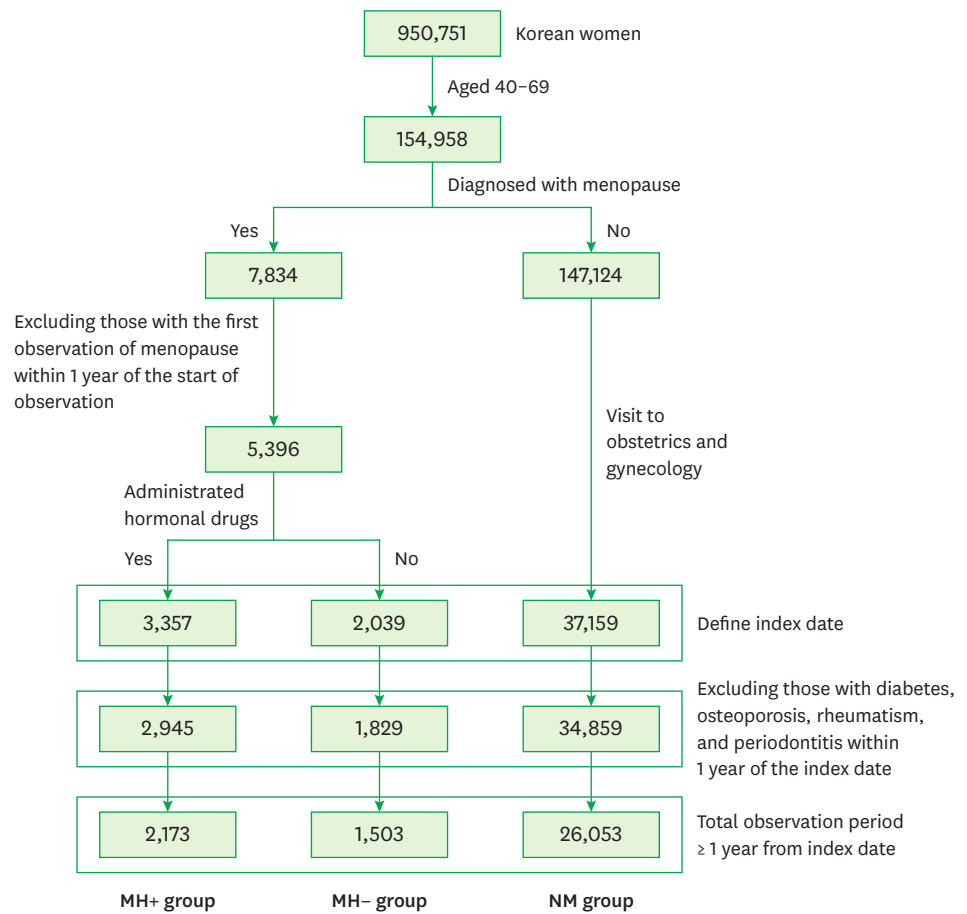 950,751
Korean women
Aged 40–69
154,958
Diagnosed with menopause
Yes
No
7,834
147,124
Excluding those with the first
observation of menopause
within 1 year of the start of
observation
Visit to
obstetrics and
gynecology
5,396
Administrated
hormonal drugs
Yes
No
3,357
2,039
37,159
Define index date
2,945
1,829
34,859
Excluding those with diabetes,
osteoporosis, rheumatism,
and periodontitis within
1 year of the index date
2,173
1,503
26,053
Total observation period
≥ 1 year from index date
MH+ group
MH− group
NM group